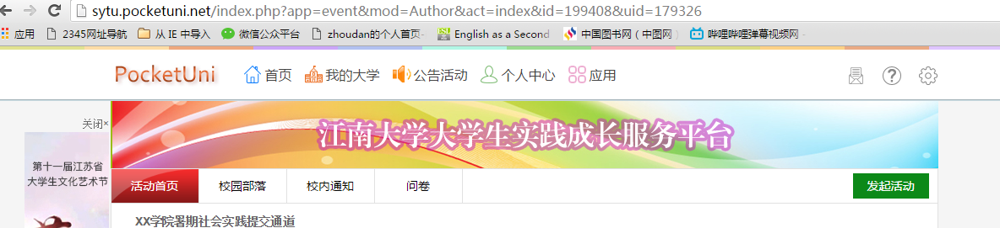 sytu.pocketuni.net/index.php?app=event&mod=Author&act=index&id=199408&uid=179326
应用 2345网址导航 从 IE 中导入 微信公众平台 zhoudan的个人首页- English as a Second 中国图书网（中图网 哔哩哔哩弹幕视频网 -
PocketUni 首页 我的大学 公告活动 个人中心 应用
关闭×
江南大学大学生实践成长服务平台
第十一届江苏省
大学生文化艺术节
活动首页 校园部落 校内通知 问卷 发起活动
XX学院暑期社会实践提交通道